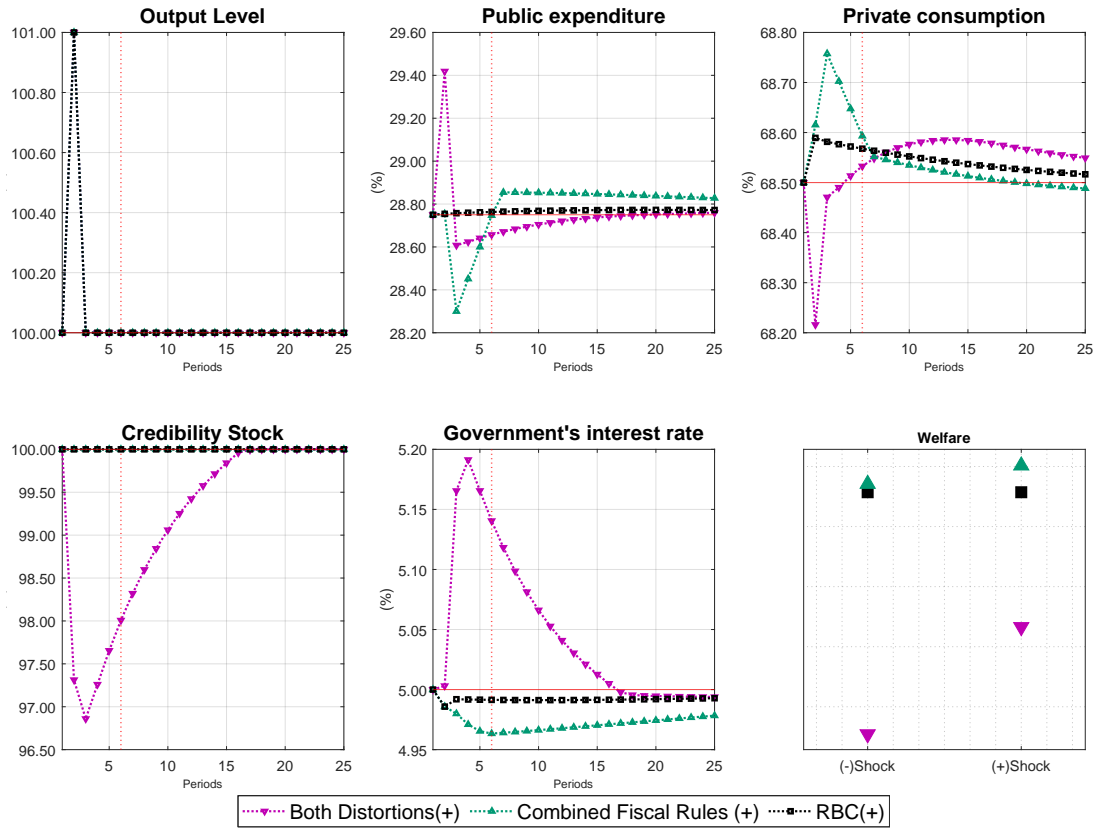 Output Level
Public expenditure
Private consumption
101.00
100.80
100.60
100.40
100.20
100.00
5 10 15 20 25
Periods
(%)
29.60
29.40
29.20
29.00
28.80
28.60
28.40
28.20
5 10 15 20 25
Periods
(%)
68.80
68.70
68.60
68.50
68.40
68.30
68.20
5 10 15 20 25
Periods
Credibility Stock
Government's interest rate
Welfare
100.00
99.50
99.00
98.50
98.00
97.50
97.00
96.50
5 10 15 20 25
Periods
(%)
5.20
5.15
5.10
5.05
5.00
4.95
5 10 15 20 25
Periods
(-)Shock (+)Shock
Both Distortions(+) Combined Fiscal Rules (+) RBC(+)